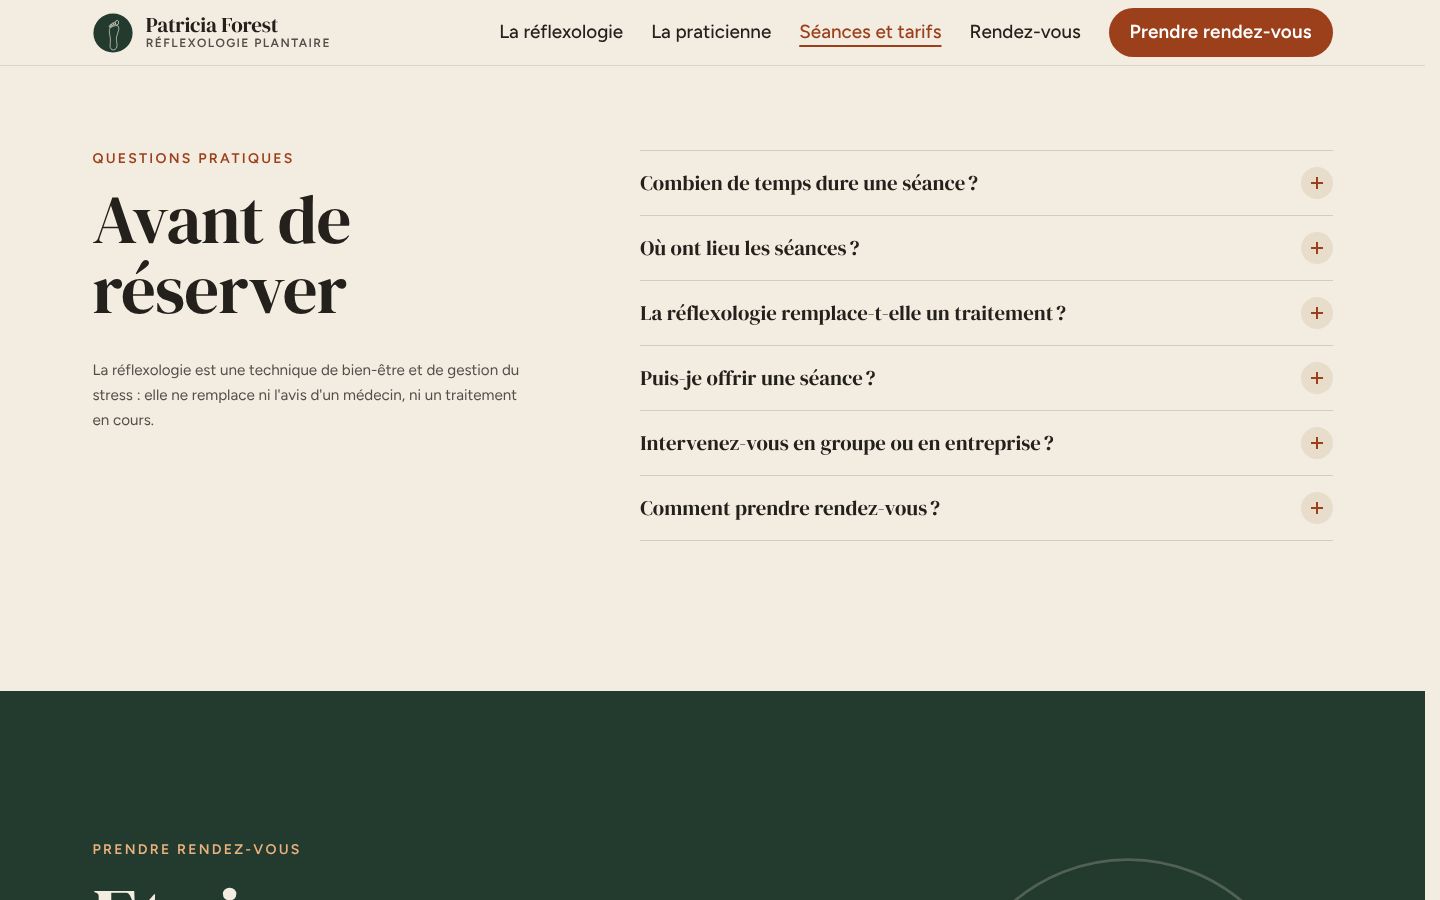 Patricia Forest
RÉFLEXOLOGIE PLANTAIRE
La réflexologie
La praticienne
Séances et tarifs
Rendez-vous
Prendre rendez-vous
QUESTIONS PRATIQUES
Avant de
réserver
La réflexologie est une technique de bien-être et de gestion du
stress : elle ne remplace ni l'avis d'un médecin, ni un traitement
en cours.
Combien de temps dure une séance ?
Où ont lieu les séances ?
La réflexologie remplace-t-elle un traitement ?
Puis-je offrir une séance ?
Intervenez-vous en groupe ou en entreprise ?
Comment prendre rendez-vous ?
PRENDRE RENDEZ-VOUS